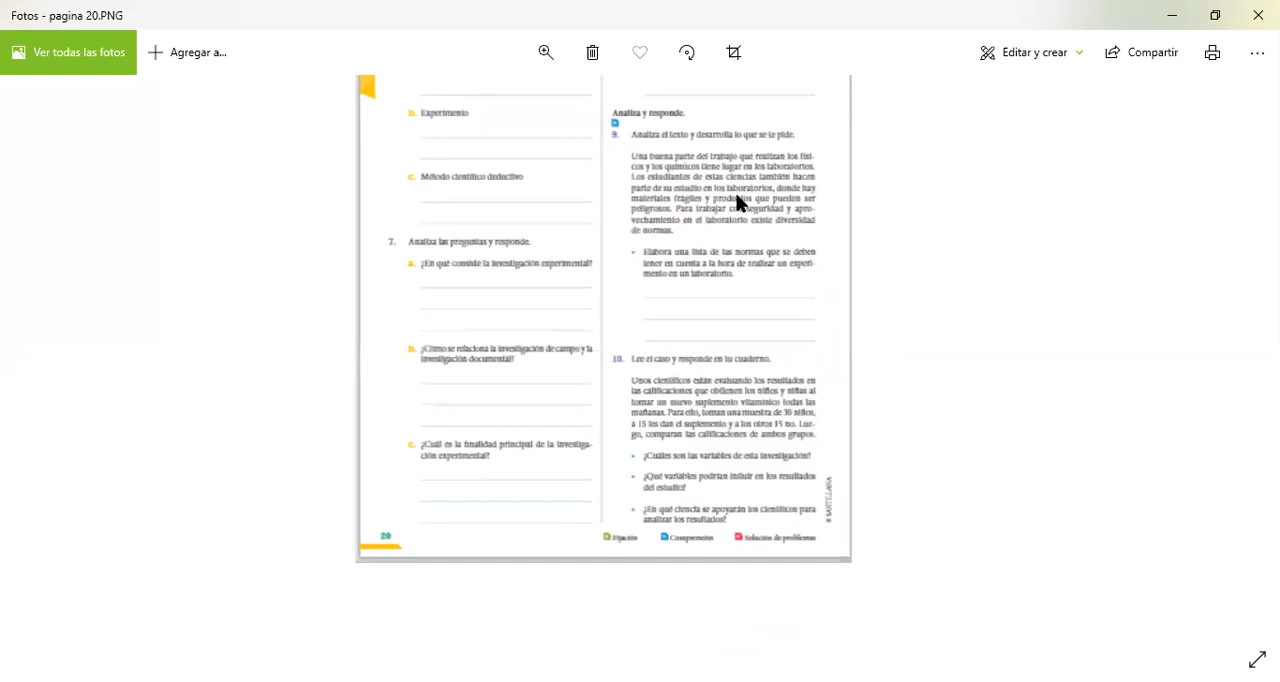 Fotos - pagina 20.PNG
Ver todas las fotos
Agregar a...
Editar y crear
Compartir
b. Experimento
c. Método científico deductivo
7. Analiza las preguntas y responde.
a. ¿En qué consiste la investigación experimental?
b. ¿Cómo se relaciona la investigación de campo y la
investigación documental?
c. ¿Cuál es la finalidad principal de la investiga-
ción experimental?
20
Analiza y responde.
9. Analiza el texto y desarrolla lo que se te pide.
Una buena parte del trabajo que realizan los físi-
cos y los químicos tiene lugar en los laboratorios.
Los estudiantes de estas ciencias también hacen
parte de su estudio en los laboratorios, donde hay
materiales frágiles y productos que pueden ser
peligrosos. Para trabajar con seguridad y apro-
vechamiento en el laboratorio existe diversidad
de normas.
• Elabora una lista de las normas que se deben
tener en cuenta a la hora de realizar un experi-
mento en un laboratorio.
10. Lee el caso y responde en tu cuaderno.
Unos científicos están evaluando los resultados en
las calificaciones que obtienen los niños y niñas al
tomar un nuevo suplemento vitamínico todas las
mañanas. Para ello, toman una muestra de 30 niños,
a 15 les dan el suplemento y a los otros 15 no. Lue-
go, comparan las calificaciones de ambos grupos.
• ¿Cuáles son las variables de esta investigación?
• ¿Qué variables podrían influir en los resultados
del estudio?
• ¿En qué ciencia se apoyarán los científicos para
analizar los resultados?
© SANTILLANA
Fijación
Comprensión
Solución de problemas